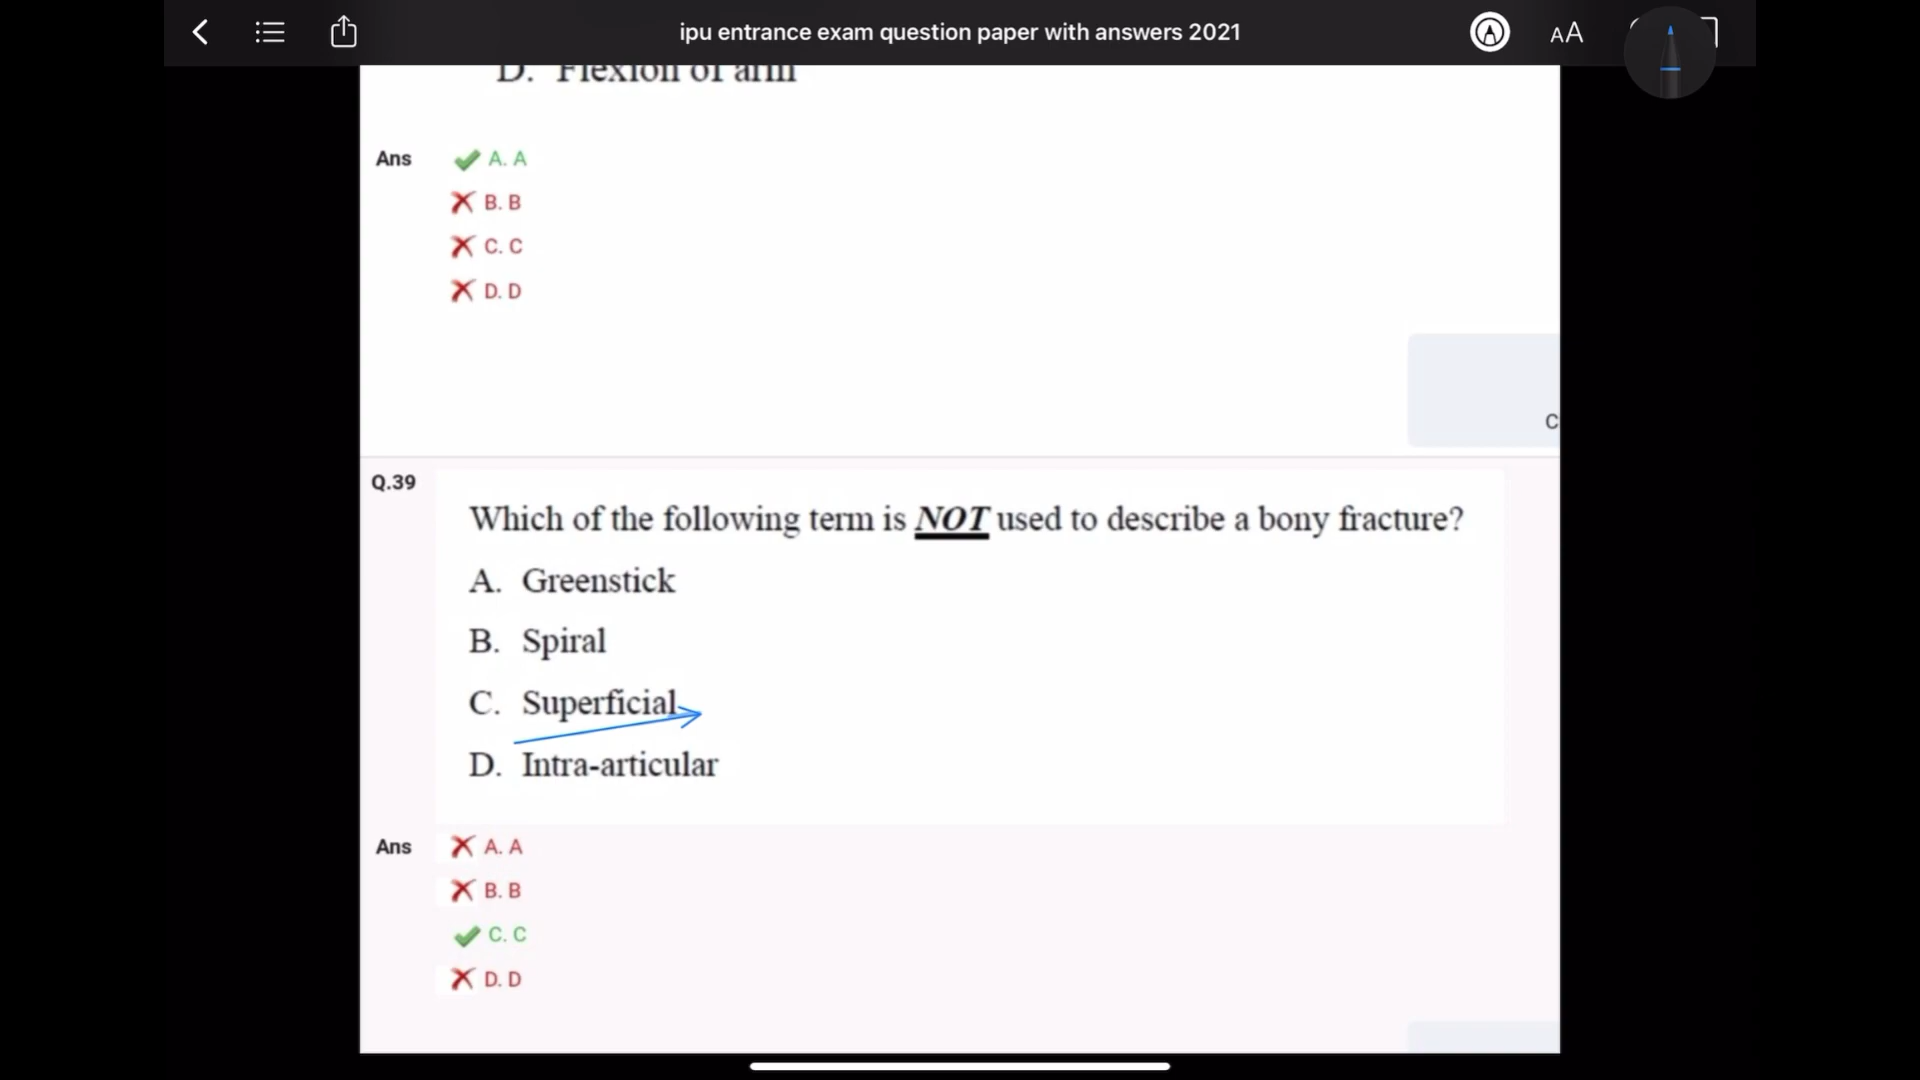 ipu entrance exam question paper with answers 2021
AA
D. Flexion of arm
Ans
A. A
B. B
C. C
D. D
C
Q.39
Which of the following term is NOT used to describe a bony fracture?
A. Greenstick
B. Spiral
C. Superficial
D. Intra-articular
Ans
A. A
B. B
C. C
D. D